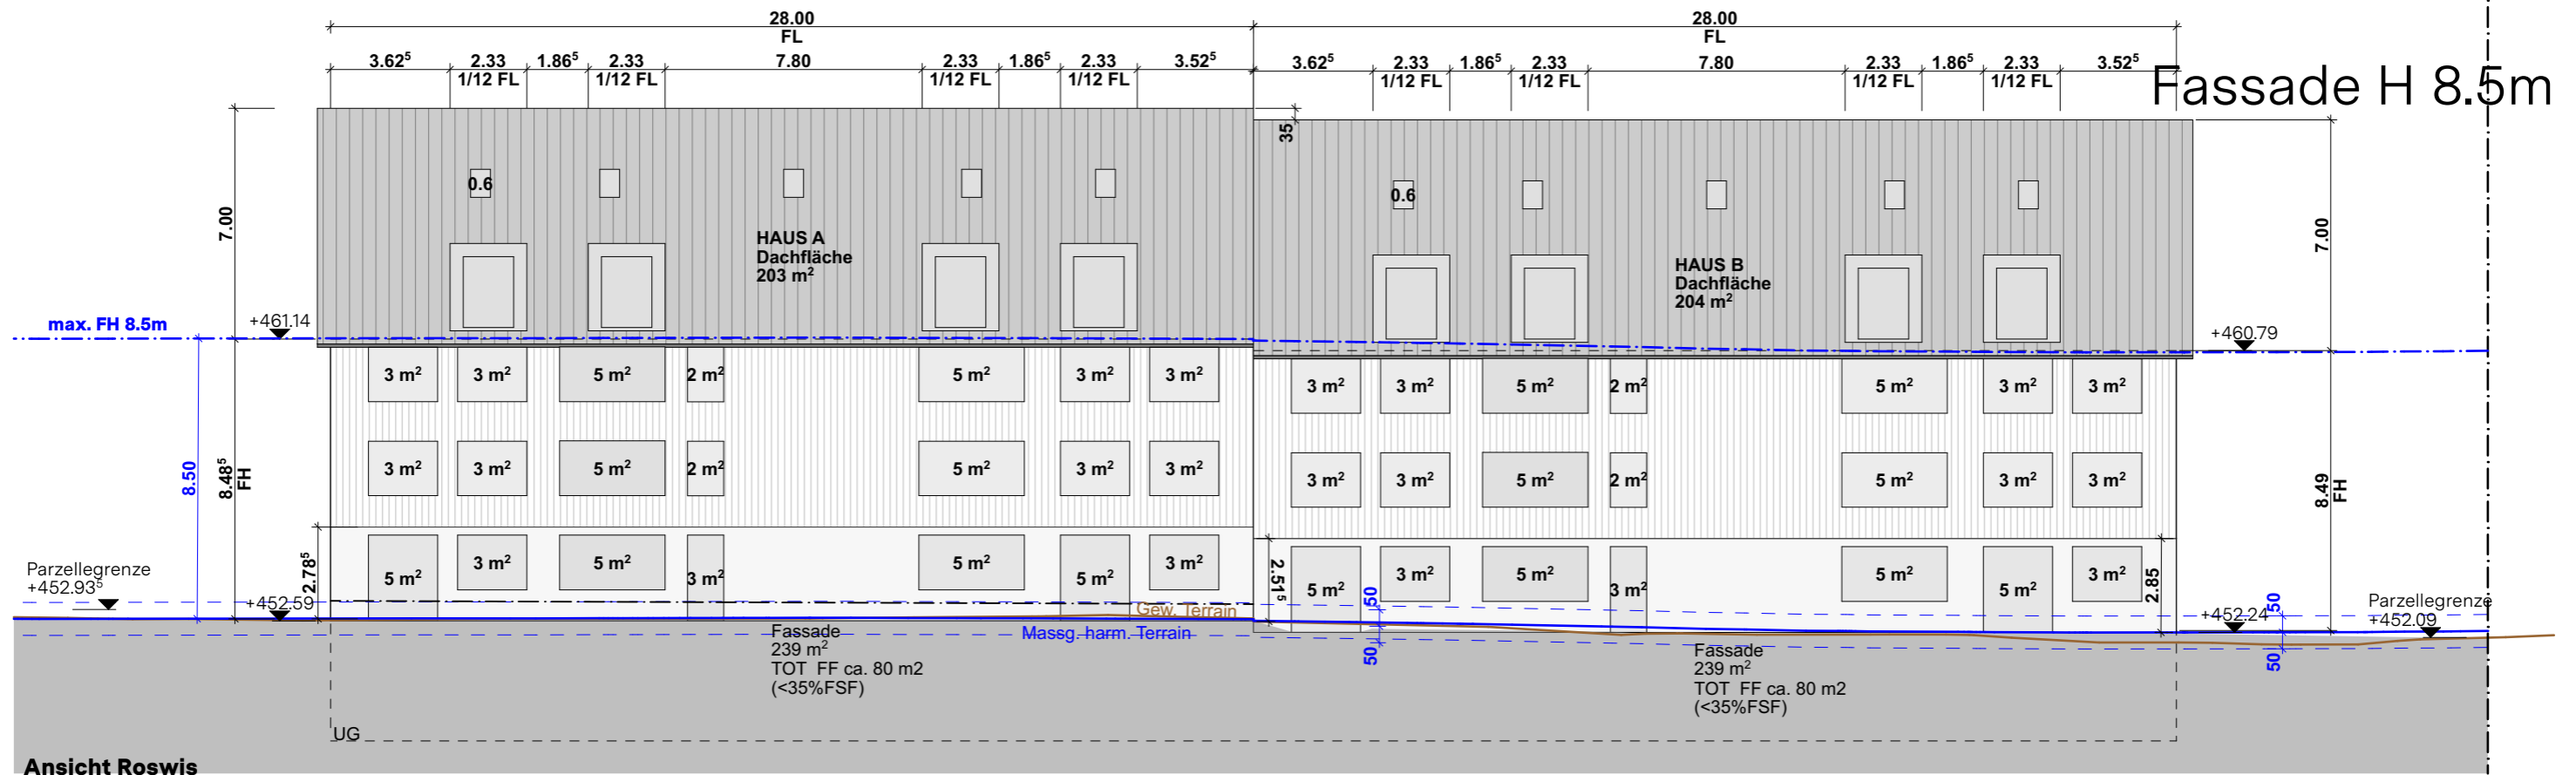 28.00
FL
28.00
FL
3.62⁵ 2.33 1.86⁵ 2.33 7.80 2.33 1.86⁵ 2.33 3.52⁵
1/12 FL 1/12 FL 1/12 FL 1/12 FL
3.62⁵ 2.33 1.86⁵ 2.33 7.80 2.33 1.86⁵ 2.33 3.52⁵
1/12 FL 1/12 FL 1/12 FL 1/12 FL
Fassade H 8.5m
35
0.6
0.6
7.00
7.00
HAUS A
Dachfläche
203 m²
HAUS B
Dachfläche
204 m²
max. FH 8.5m
+461.14
+460.79
3 m² 3 m² 5 m² 2 m² 5 m² 3 m² 3 m²
3 m² 3 m² 5 m² 2 m² 5 m² 3 m² 3 m²
3 m² 3 m² 5 m² 2 m² 5 m² 3 m² 3 m²
3 m² 3 m² 5 m² 2 m² 5 m² 3 m² 3 m²
8.50
8.48⁵
FH
8.49
FH
5 m² 3 m² 5 m² 3 m² 5 m² 5 m² 3 m²
5 m² 3 m² 5 m² 3 m² 5 m² 5 m² 3 m²
2.78⁵
2.51⁵
2.85
Parzellegrenze
+452.93⁵
+452.59
Gew. Terrain
Massg. harm. Terrain
50
50
50
50
+452.24
Parzellegrenze
+452.09
Fassade
239 m²
TOT FF ca. 80 m2
(<35%FSF)
Fassade
239 m²
TOT FF ca. 80 m2
(<35%FSF)
UG
Ansicht Roswis